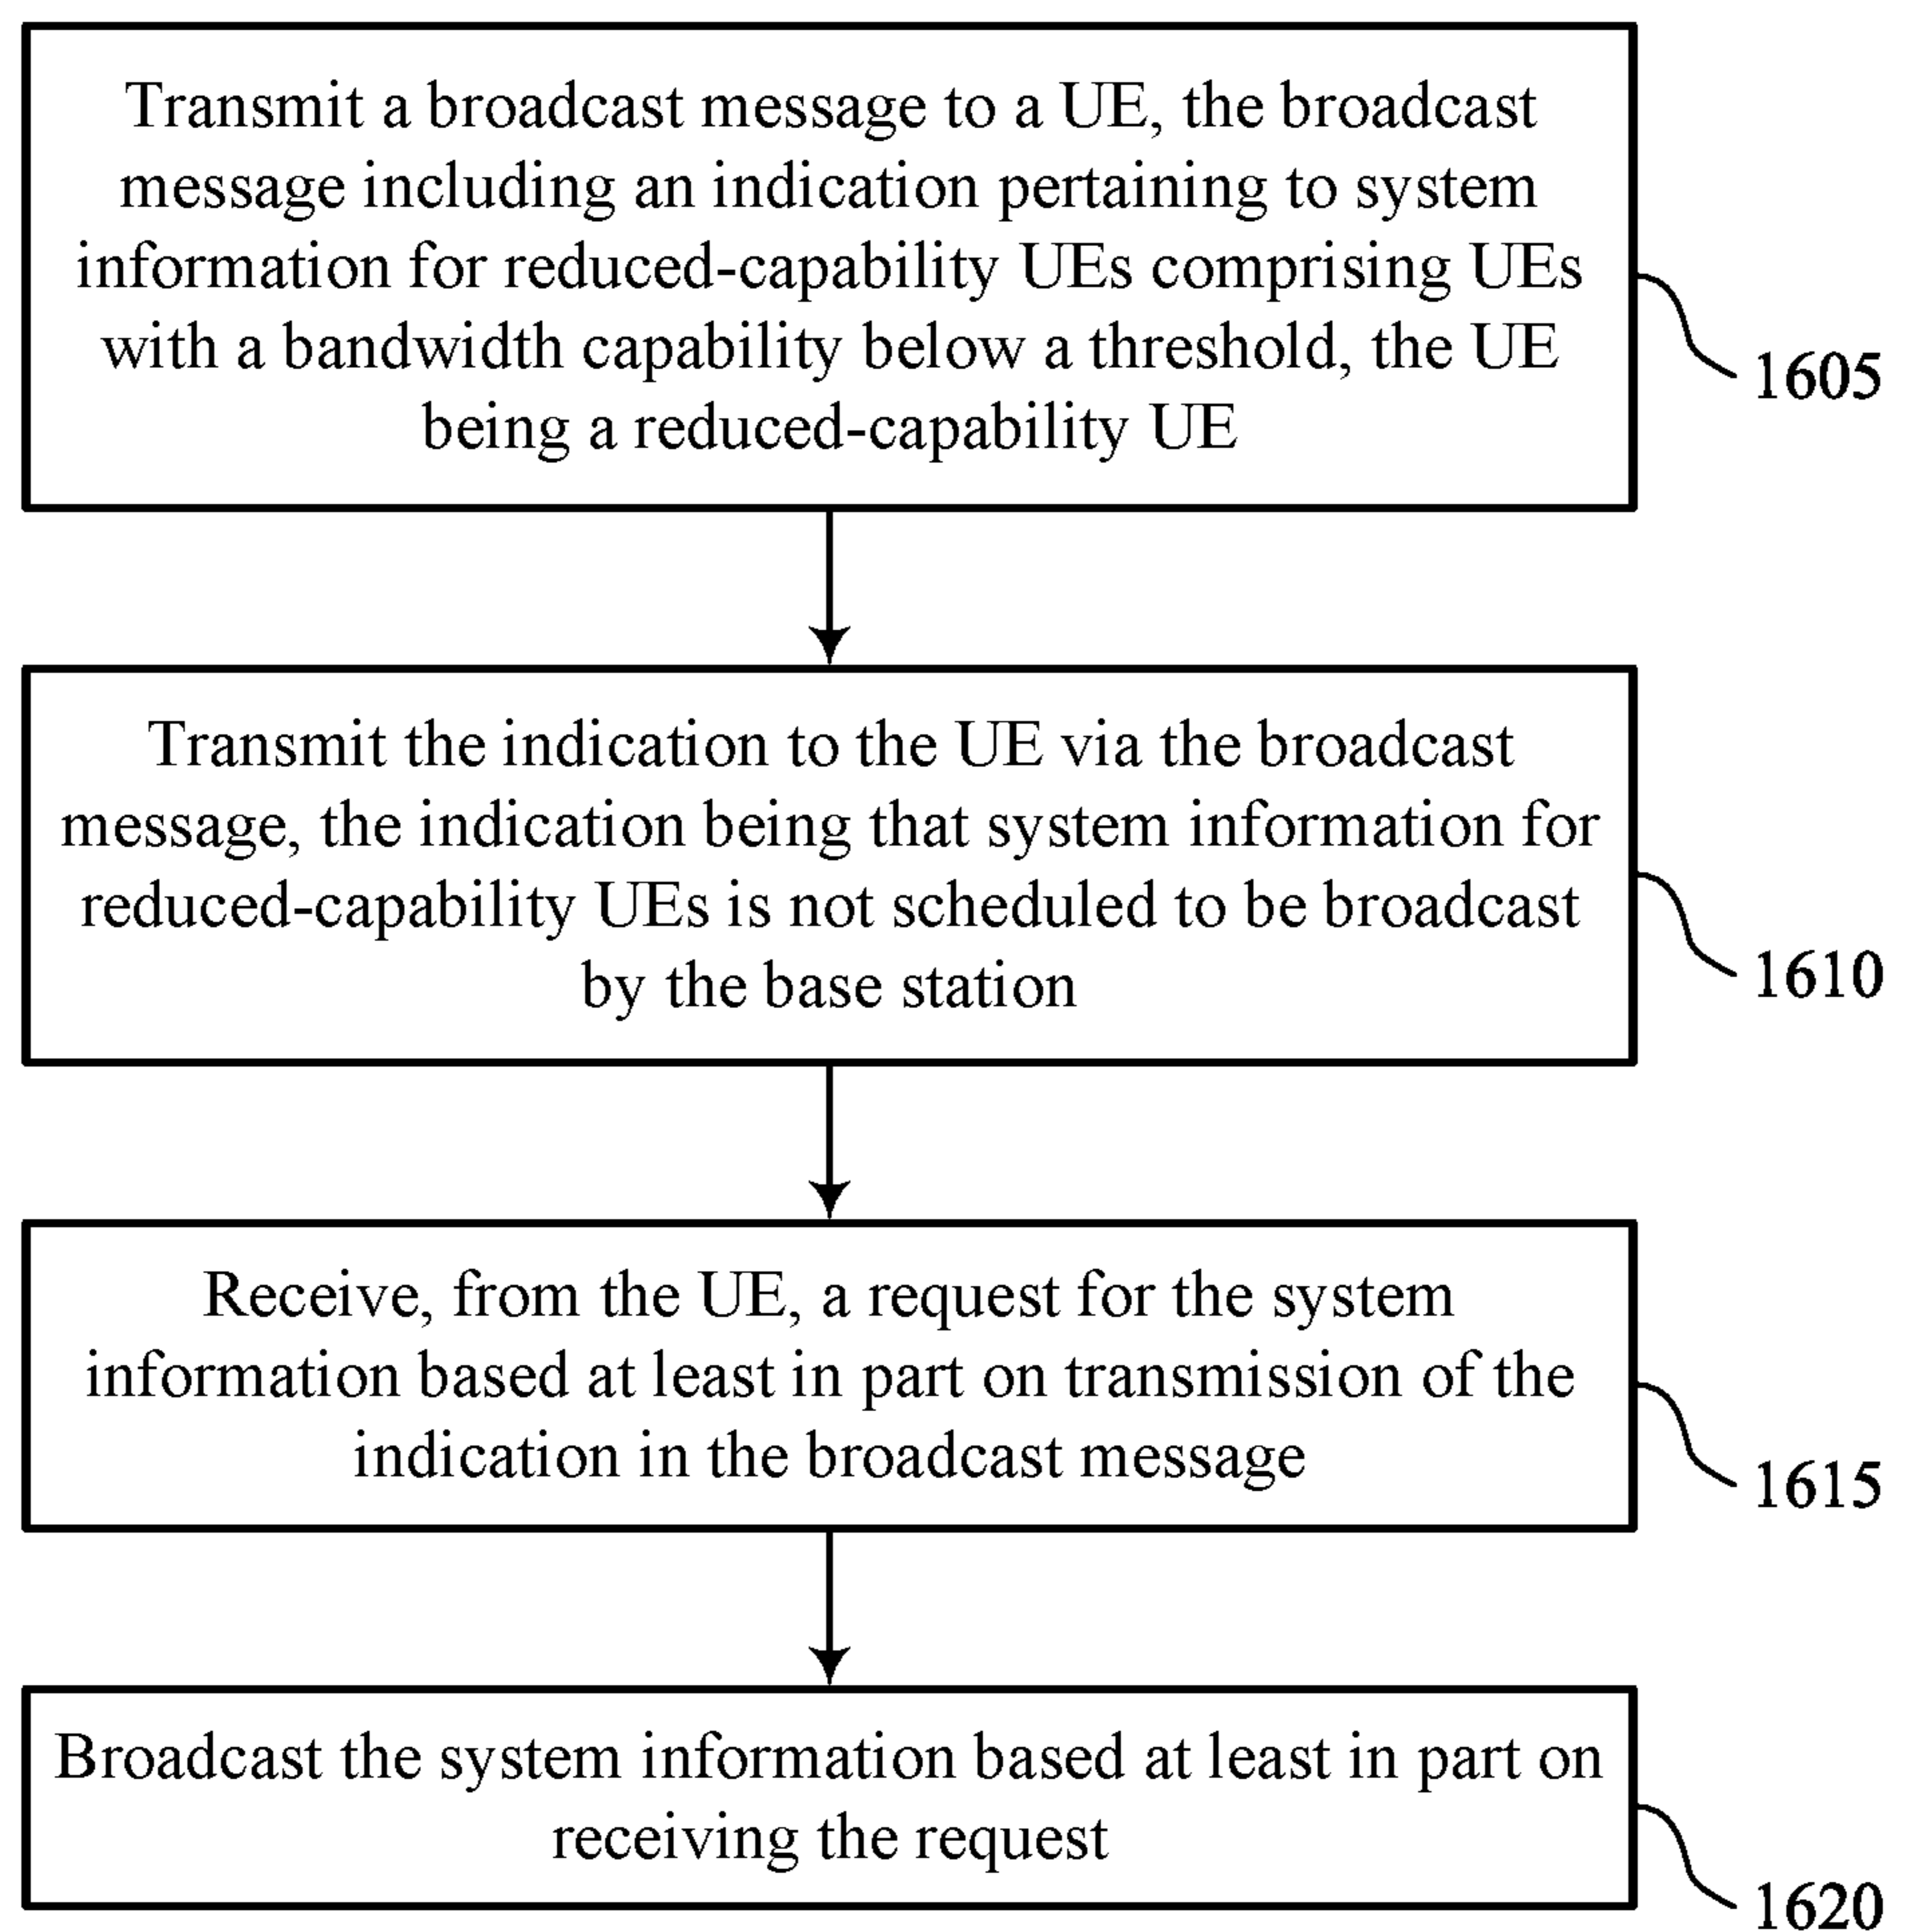 Transmit a broadcast message to a UE, the broadcast
message including an indication pertaining to system
information for reduced-capability UEs comprising UEs
with a bandwidth capability below a threshold, the UE
being a reduced-capability UE
1605
Transmit the indication to the UE via the broadcast
message, the indication being that system information for
reduced-capability UEs is not scheduled to be broadcast
by the base station
1610
Receive, from the UE, a request for the system
information based at least in part on transmission of the
indication in the broadcast message
1615
Broadcast the system information based at least in part on
receiving the request
1620